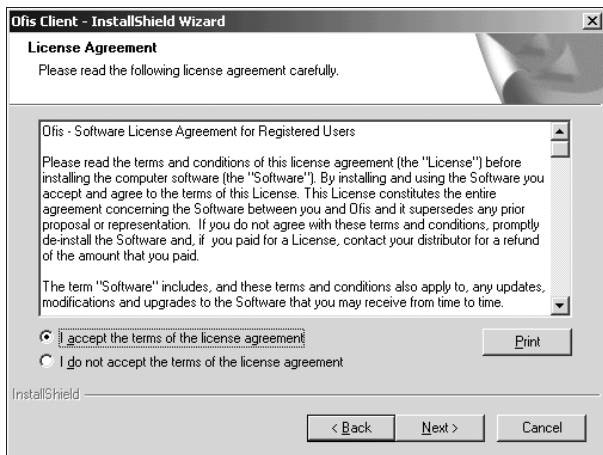 Ofis Client - InstallShield Wizard
License Agreement
Please read the following license agreement carefully.
Ofis - Software License Agreement for Registered Users
Please read the terms and conditions of this license agreement (the "License") before
installing the computer software (the "Software"). By installing and using the Software you
accept and agree to the terms of this License. This License constitutes the entire
agreement concerning the Software between you and Ofis and it supersedes any prior
proposal or representation. If you do not agree with these terms and conditions, promptly
de-install the Software and, if you paid for a License, contact your distributor for a refund
of the amount that you paid.
The term "Software" includes, and these terms and conditions also apply to, any updates,
modifications and upgrades to the Software that you may receive from time to time.
I accept the terms of the license agreement
I do not accept the terms of the license agreement
Print
InstallShield
< Back
Next >
Cancel